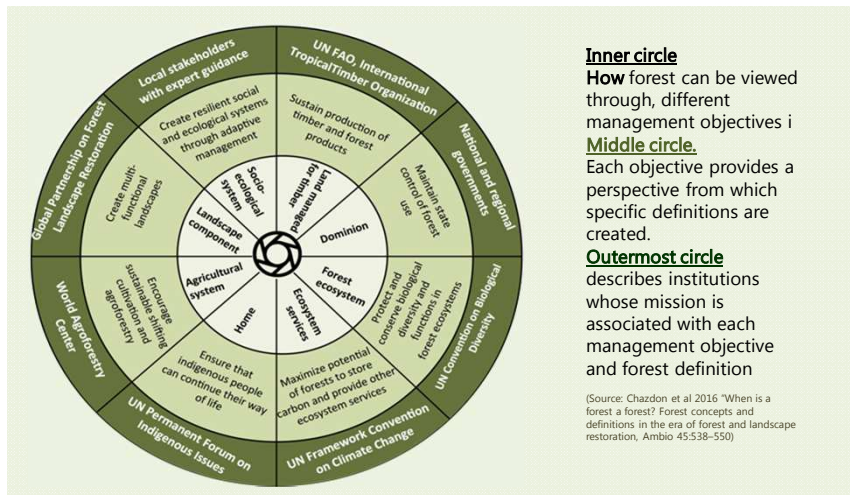 UN FAO, International
TropicalTimber Organization
National and regional
governments
UN Convention on Biological
Diversity
UN Framework Convention
on Climate Change
UN Permanent Forum on
Indigenous Issues
World Agroforestry
Center
Global Partnership on Forest
Landscape Restoration
Local stakeholders
with expert guidance
Sustain production of
timber and forest
products
Maintain state
control of forest
use
Protect and
conserve biological
diversity and
functions in
forest ecosystems
Maximize potential
of forests to store
carbon and provide other
ecosystem services
Ensure that
indigenous people
can continue their way
of life
Encourage
sustainable shifting
cultivation and
agroforestry
Create multi-
functional
landscapes
Create resilient social
and ecological systems
through adaptive
management
Land managed
for timber
Dominion
Forest
ecosystem
Ecosystem
services
Home
Agricultural
system
Landscape
component
Socio-
ecological
system
Inner circle
How forest can be viewed
through, different
management objectives i
Middle circle.
Each objective provides a
perspective from which
specific definitions are
created.
Outermost circle
describes institutions
whose mission is
associated with each
management objective
and forest definition
(Source: Chazdon et al 2016 “When is a
forest a forest? Forest concepts and
definitions in the era of forest and landscape
restoration, Ambio 45:538–550)